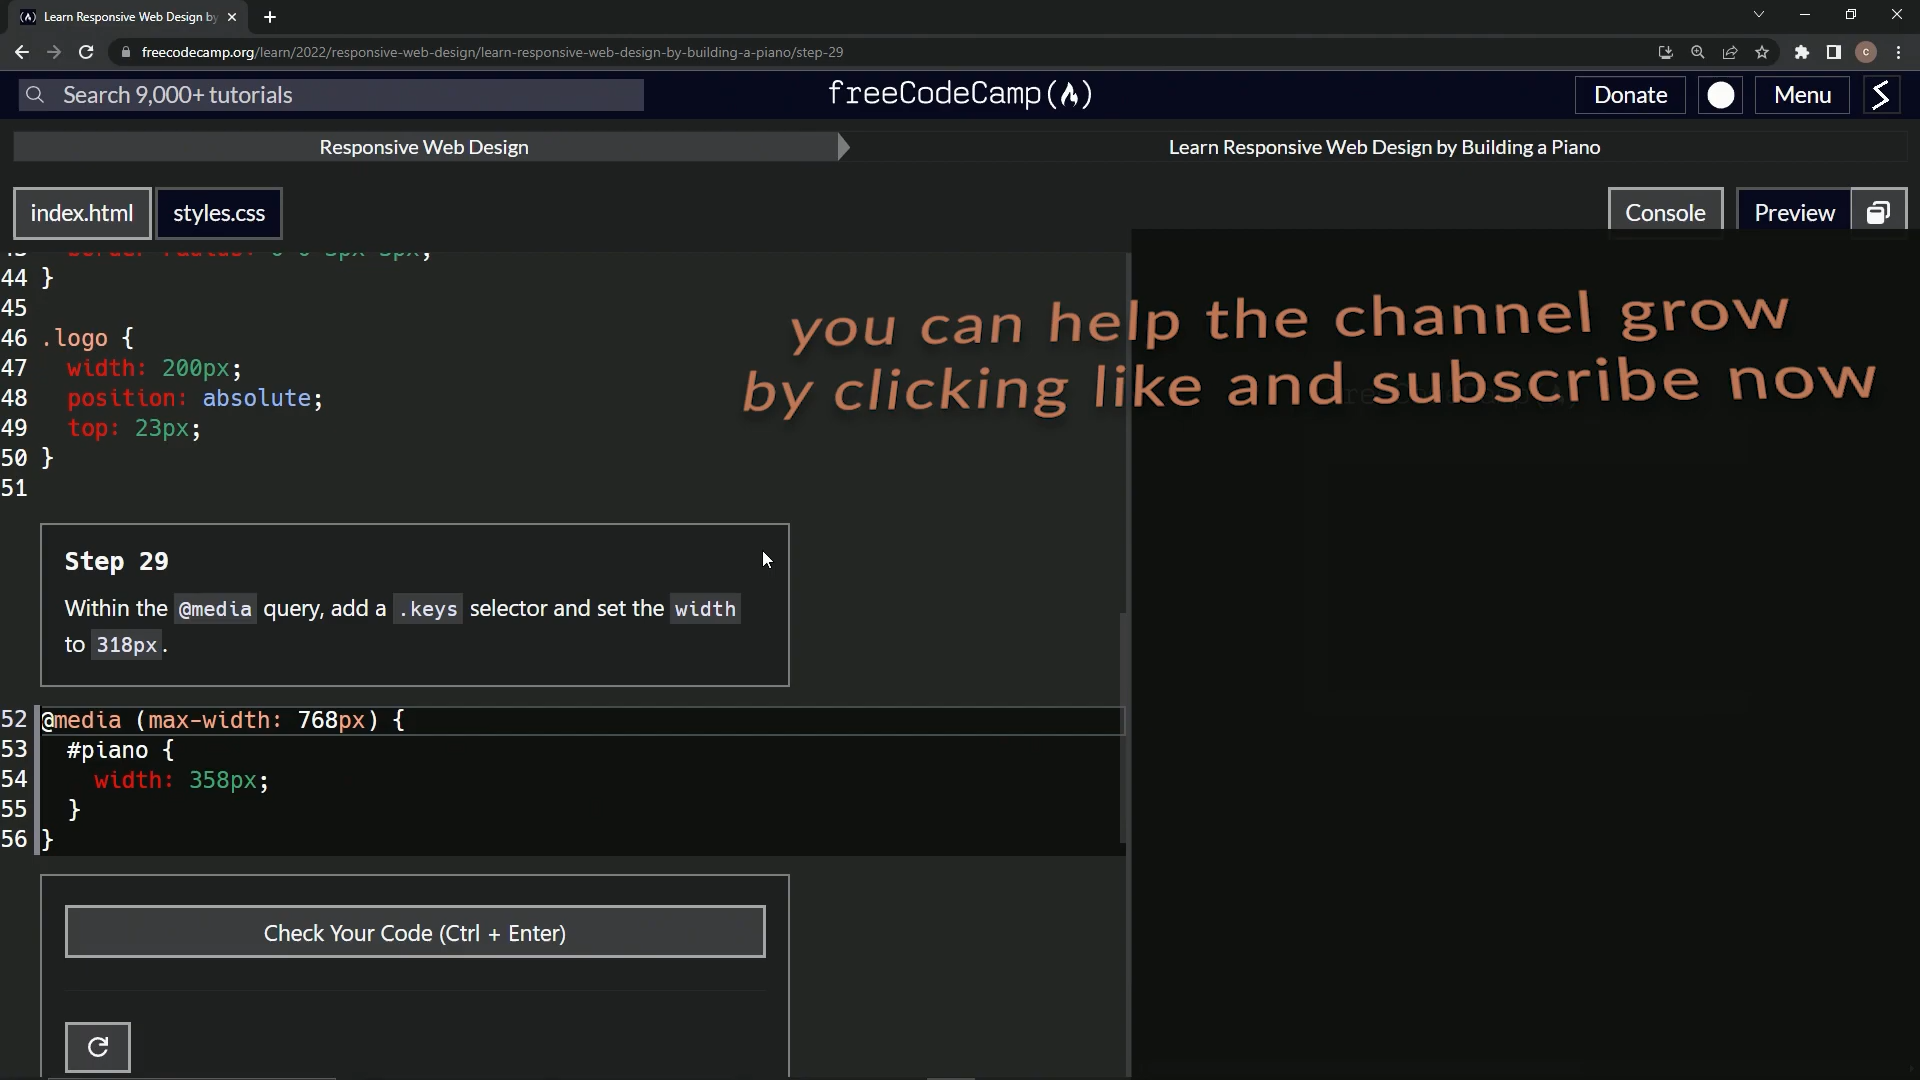 Learn Responsive Web Design by
freecodecamp.org/learn/2022/responsive-web-design/learn-responsive-web-design-by-building-a-piano/step-29
c
Search 9,000+ tutorials
freeCodeCamp
Donate
Menu
Responsive Web Design
Learn Responsive Web Design by Building a Piano
index.html
styles.css
Console
Preview
44 }
45
46 .logo {
47 width: 200px;
48 position: absolute;
49 top: 23px;
50 }
51
you can help the channel grow
by clicking like and subscribe now
Step 29
Within the @media query, add a .keys selector and set the width
to 318px.
52 @media (max-width: 768px) {
53 #piano {
54 width: 358px;
55 }
56 }
Check Your Code (Ctrl + Enter)